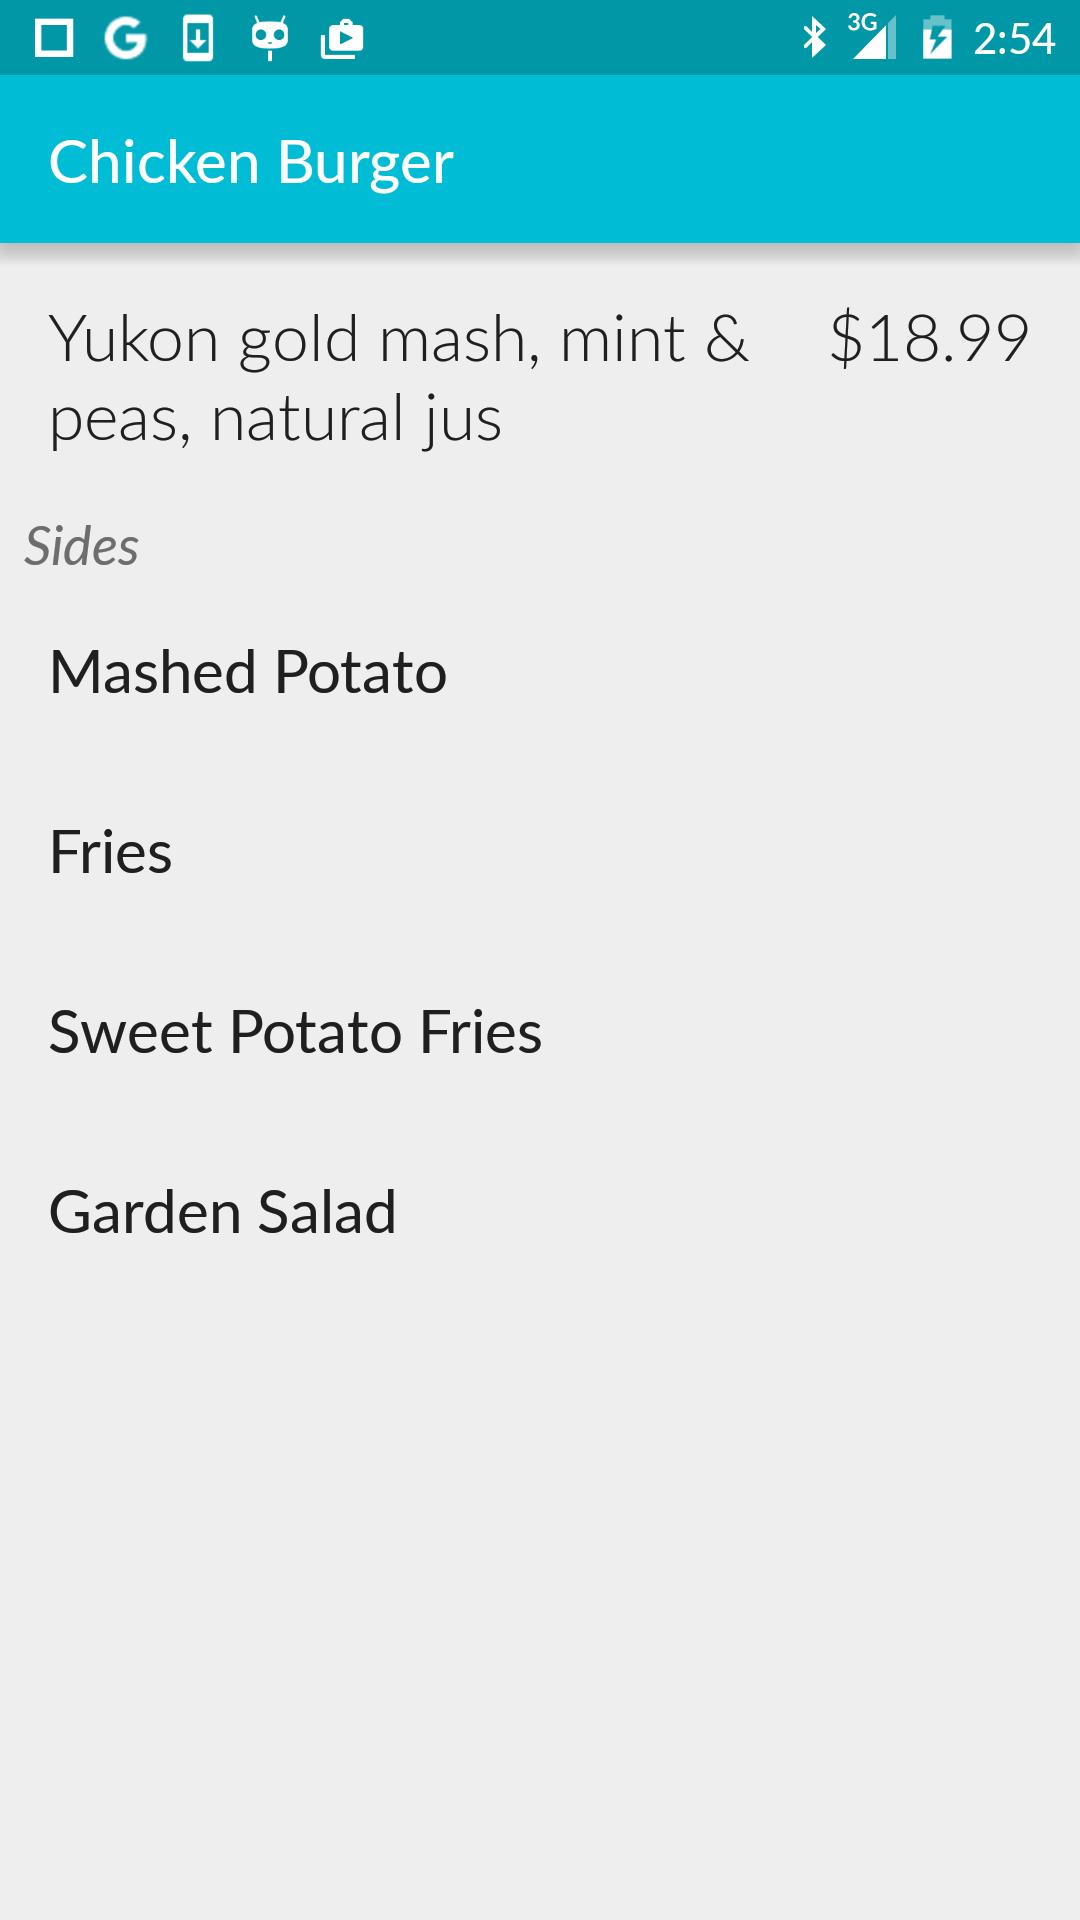 3G 2:54
Chicken Burger
Yukon gold mash, mint & $18.99
peas, natural jus
Sides
Mashed Potato
Fries
Sweet Potato Fries
Garden Salad